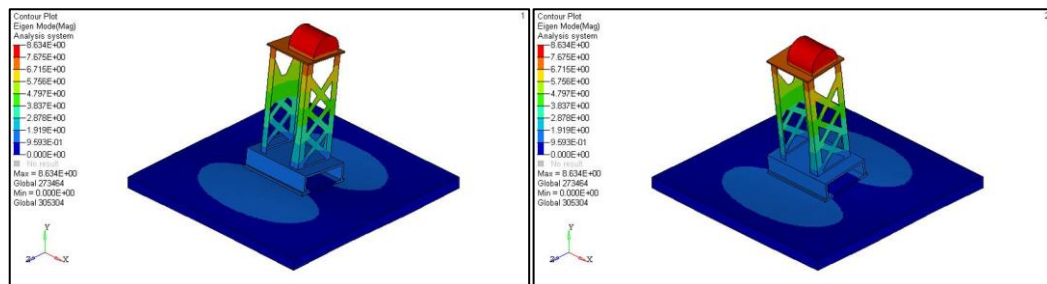 Contour Plot
Eigen Mode(Mag)
Analysis system
8.634E+00
7.675E+00
6.715E+00
5.756E+00
4.797E+00
3.837E+00
2.878E+00
1.919E+00
9.593E-01
0.000E+00
No result
Max = 8.634E+00
Global 273464
Min = 0.000E+00
Global 305304
1
Y
Z
X
Contour Plot
Eigen Mode(Mag)
Analysis system
8.634E+00
7.675E+00
6.715E+00
5.756E+00
4.797E+00
3.837E+00
2.878E+00
1.919E+00
9.593E-01
0.000E+00
No result
Max = 8.634E+00
Global 273464
Min = 0.000E+00
Global 305304
Y
Z
X